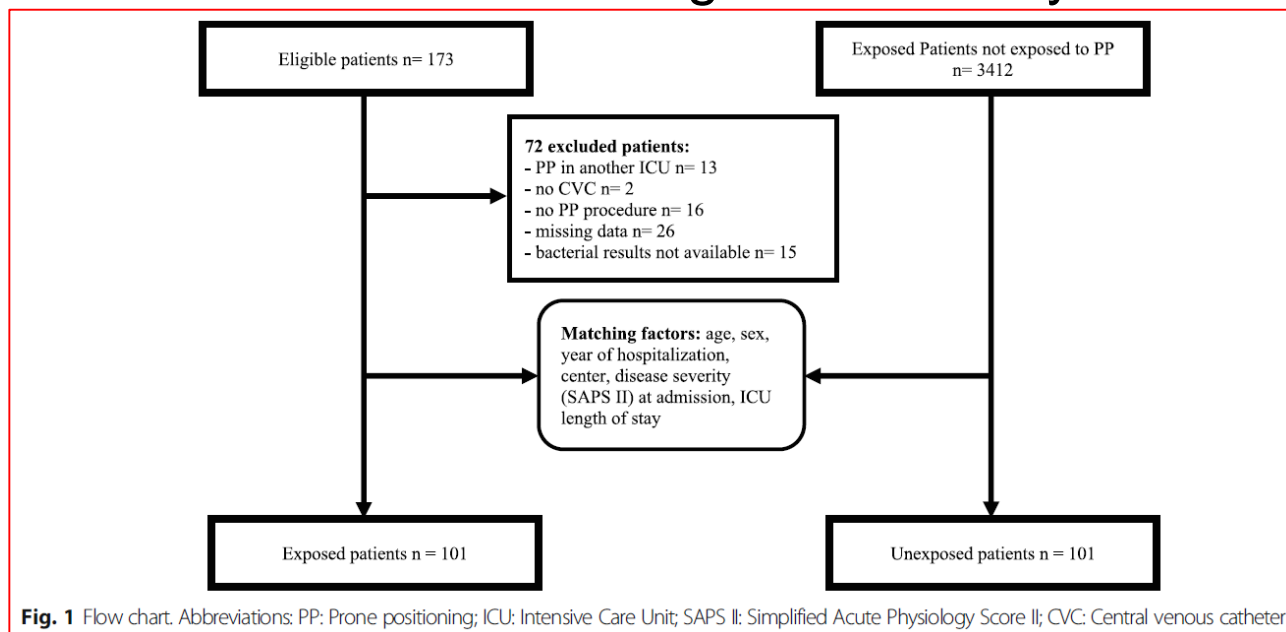 Eligible patients n= 173
Exposed Patients not exposed to PP
n= 3412
72 excluded patients:
- PP in another ICU n= 13
- no CVC n= 2
- no PP procedure n= 16
- missing data n= 26
- bacterial results not available n= 15
Matching factors: age, sex,
year of hospitalization,
center, disease severity
(SAPS II) at admission, ICU
length of stay
Exposed patients n = 101
Unexposed patients n = 101
Fig. 1 Flow chart. Abbreviations: PP: Prone positioning; ICU: Intensive Care Unit; SAPS II: Simplified Acute Physiology Score II; CVC: Central venous catheter